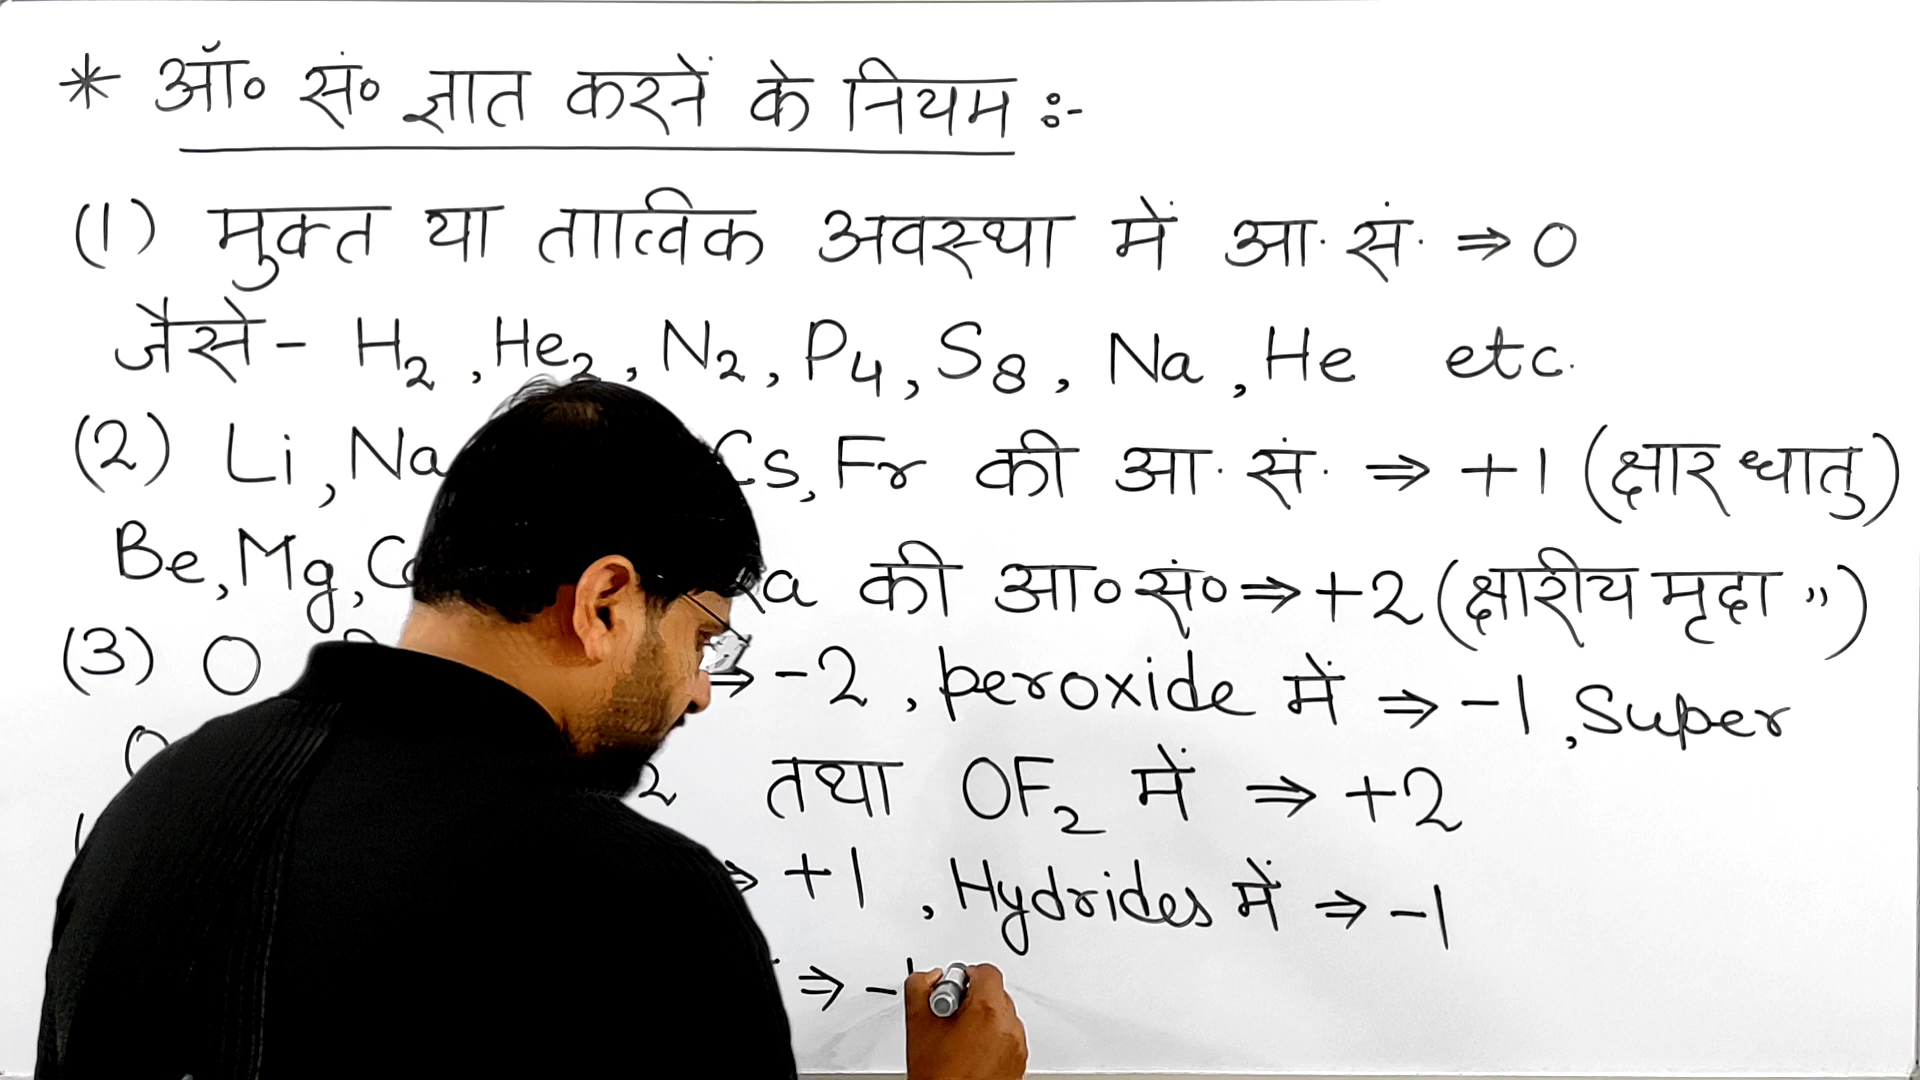 * ऑ० सं० ज्ञात करनें के नियम :-
(1) मुक्त या तात्विक अवस्था में आ. सं. ⇒ 0
जैसे - H₂, He₂, N₂, P₄, S₈, Na, He etc.
(2) Li, Na Cs, Fr की आ. सं. ⇒ +1 (क्षार धातु)
Be, Mg, की आ० सं० ⇒ +2 (क्षारीय मृदा ")
(3) O ⇒ -2, peroxide में ⇒ -1, Super
2 तथा OF₂ में ⇒ +2
⇒ +1, Hydrides में ⇒ -1
⇒ -1